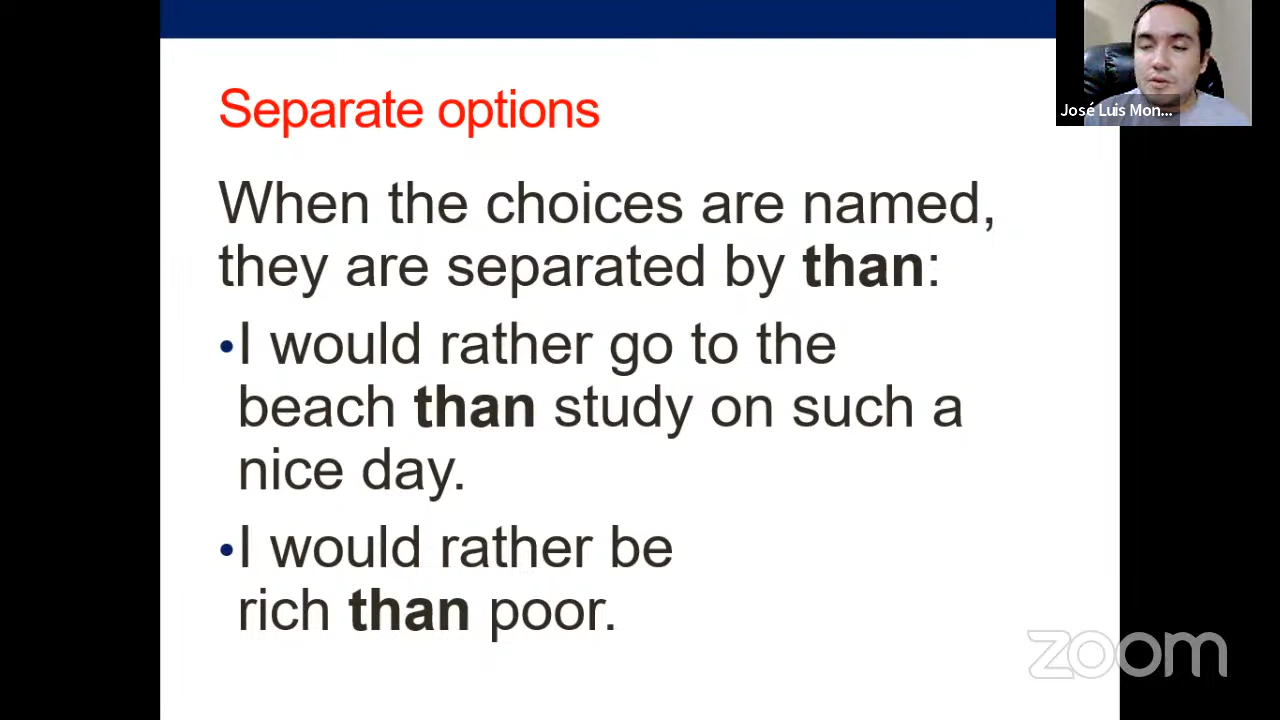 Separate options
When the choices are named,
they are separated by than:
•I would rather go to the
beach than study on such a
nice day.
•I would rather be
rich than poor.
José Luis Mon...
zoom